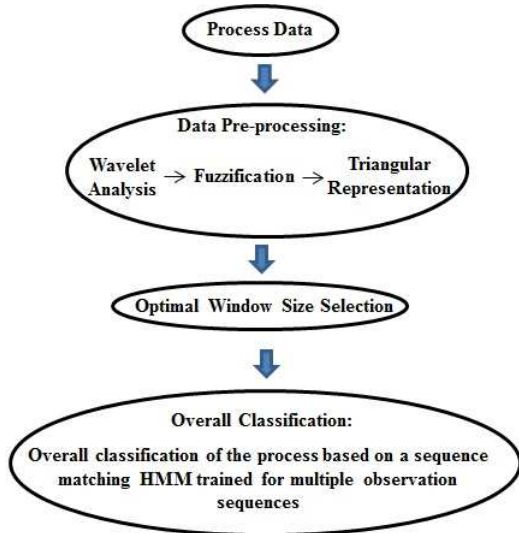 Process Data
Data Pre-processing:
Wavelet Analysis → Fuzzification → Triangular Representation
Optimal Window Size Selection
Overall Classification:
Overall classification of the process based on a sequence
matching HMM trained for multiple observation
sequences